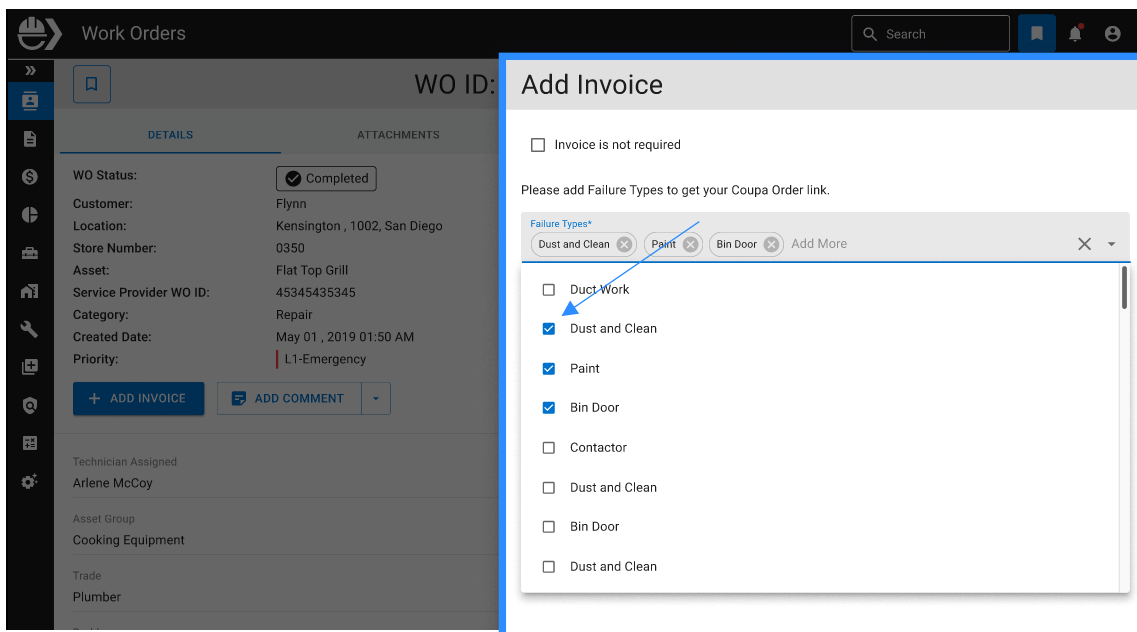 Work Orders
Search
WO ID:
DETAILS
ATTACHMENTS
WO Status:
Completed
Customer:
Flynn
Location:
Kensington , 1002, San Diego
Store Number:
0350
Asset:
Flat Top Grill
Service Provider WO ID:
45345435345
Category:
Repair
Created Date:
May 01 , 2019 01:50 AM
Priority:
L1-Emergency
ADD INVOICE
ADD COMMENT
Technician Assigned
Arlene McCoy
Asset Group
Cooking Equipment
Trade
Plumber
Add Invoice
Invoice is not required
Please add Failure Types to get your Coupa Order link.
Failure Types*
Dust and Clean
Paint
Bin Door
Add More
Duct Work
Dust and Clean
Paint
Bin Door
Contactor
Dust and Clean
Bin Door
Dust and Clean